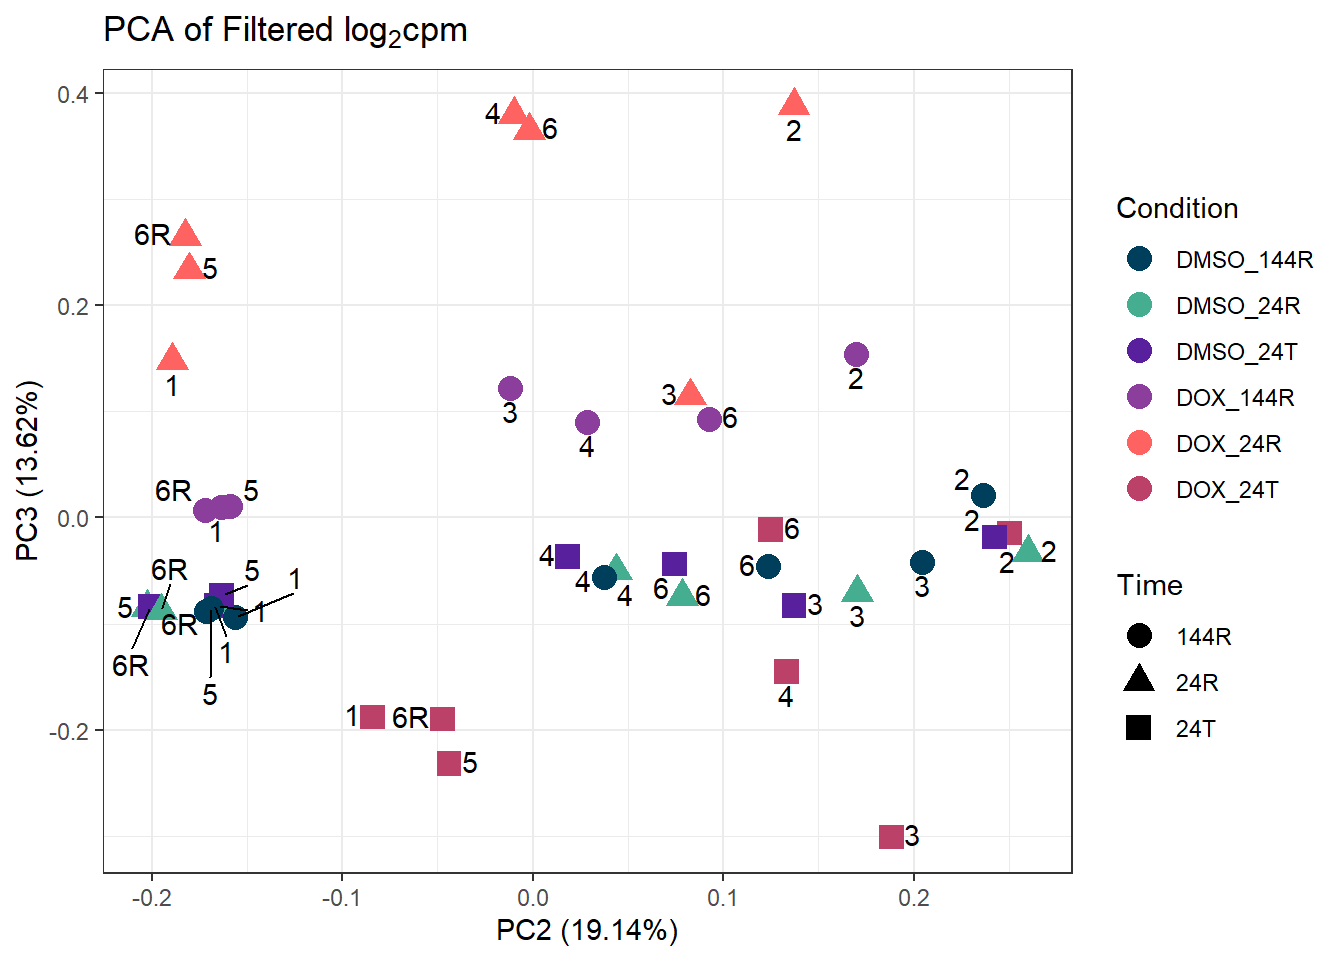 PCA of Filtered log2cpm
4
6
2
0.4
6R
5
1
0.2
2
3
3
6
4
6R
5
1
2
2
2
2
0.0
6
4
4
4
6
6
6
3
3
3
6R
5
1
5
6R
1
1
6R
5
4
1
6R
5
-0.2
3
-0.2
-0.1
0.0
0.1
0.2
PC2 (19.14%)
PC3 (13.62%)
Condition
DMSO_144R
DMSO_24R
DMSO_24T
DOX_144R
DOX_24R
DOX_24T
Time
144R
24R
24T